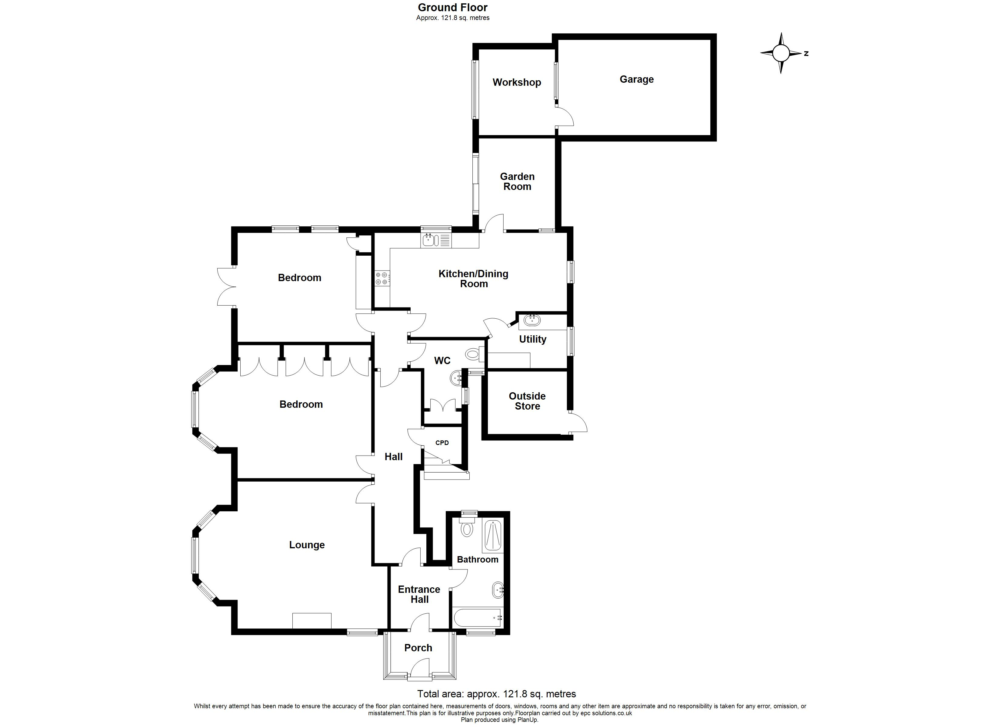 Ground Floor
Approx. 121.8 sq. metres
Z
Workshop
Garage
Garden
Room
Bedroom
Kitchen/Dining
Room
Utility
WC
Outside
Store
Bedroom
CPD
Hall
Lounge
Bathroom
Entrance
Hall
Porch
Total area: approx. 121.8 sq. metres
Whilst every attempt has been made to ensure the accuracy of the floor plan contained here, measurements of doors, windows, rooms and any other item are approximate and no responsibility is taken for any error, omission, or
misstatement.This plan is for illustrative purposes only.Floorplan carried out by epc solutions.co.uk
Plan produced using PlanUp.